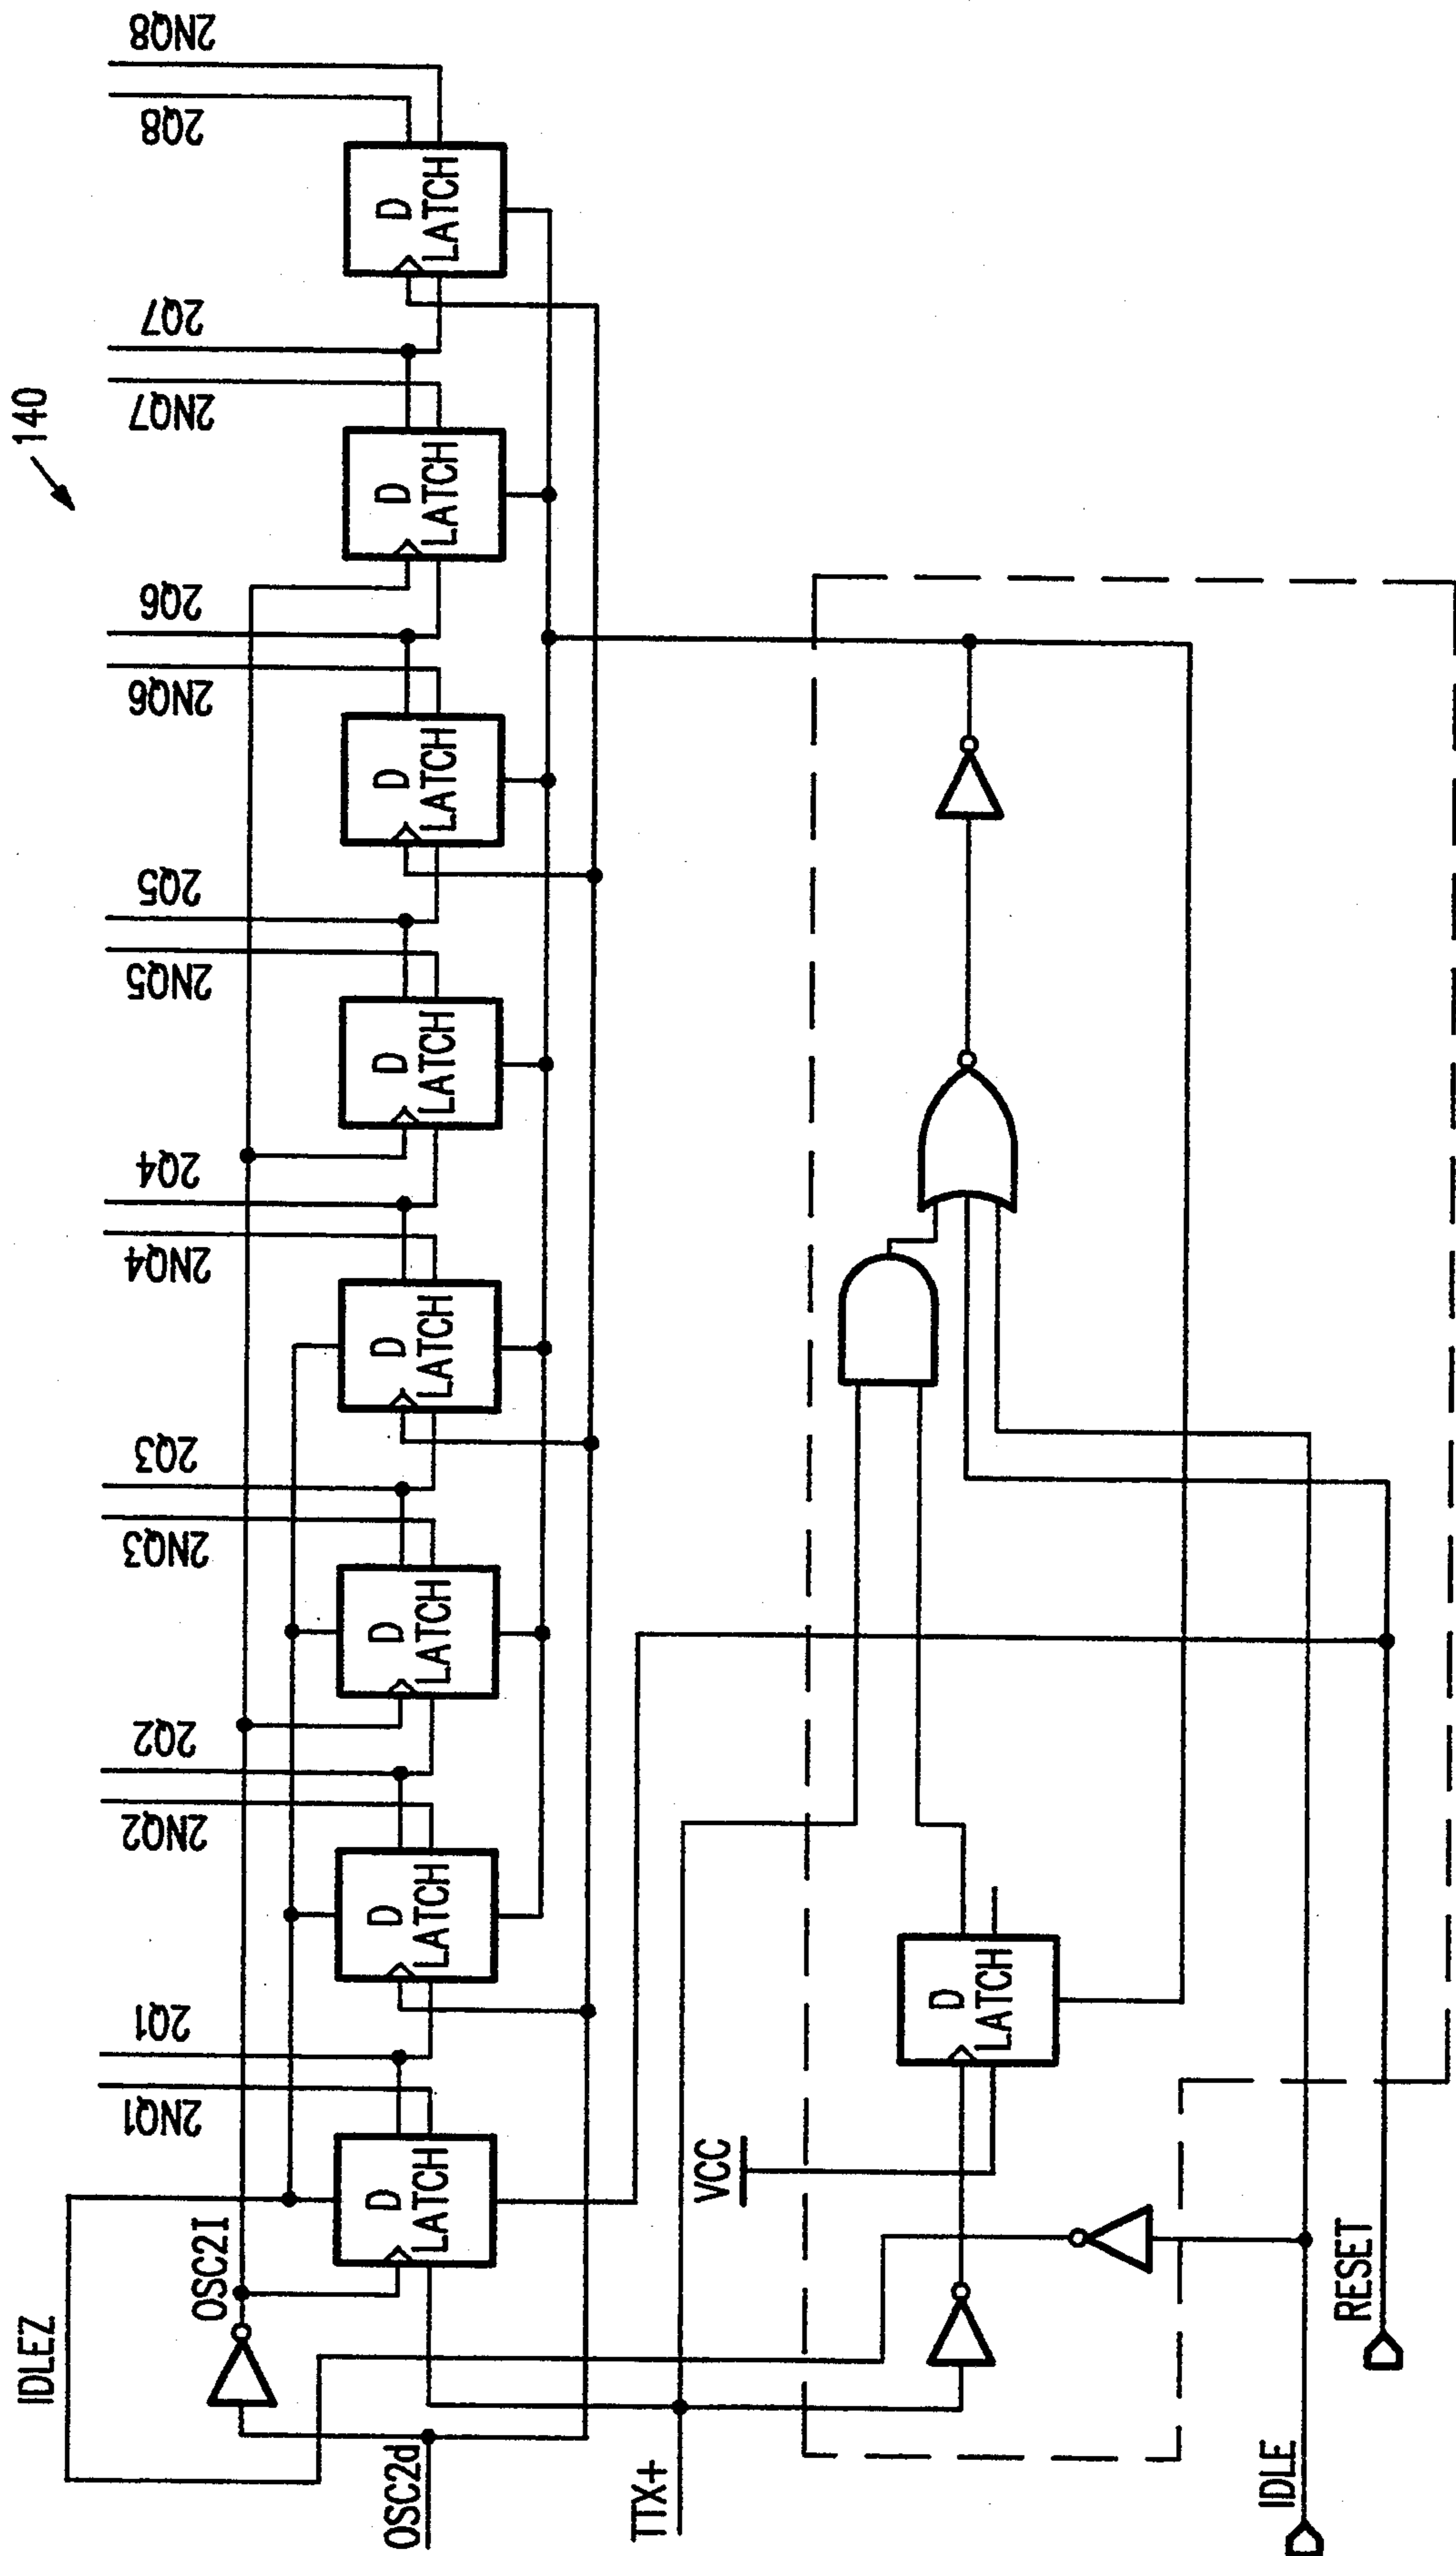 140
2NQ8
2Q8
2Q7
2NQ7
2Q6
2NQ6
2Q5
2NQ5
2Q4
2NQ4
2Q3
2NQ3
2Q2
2NQ2
2Q1
2NQ1
D
LATCH
D
LATCH
D
LATCH
D
LATCH
D
LATCH
D
LATCH
D
LATCH
D
LATCH
IDLEZ
OSC2I
OSC2d
TTX+
VCC
D
LATCH
IDLE
RESET